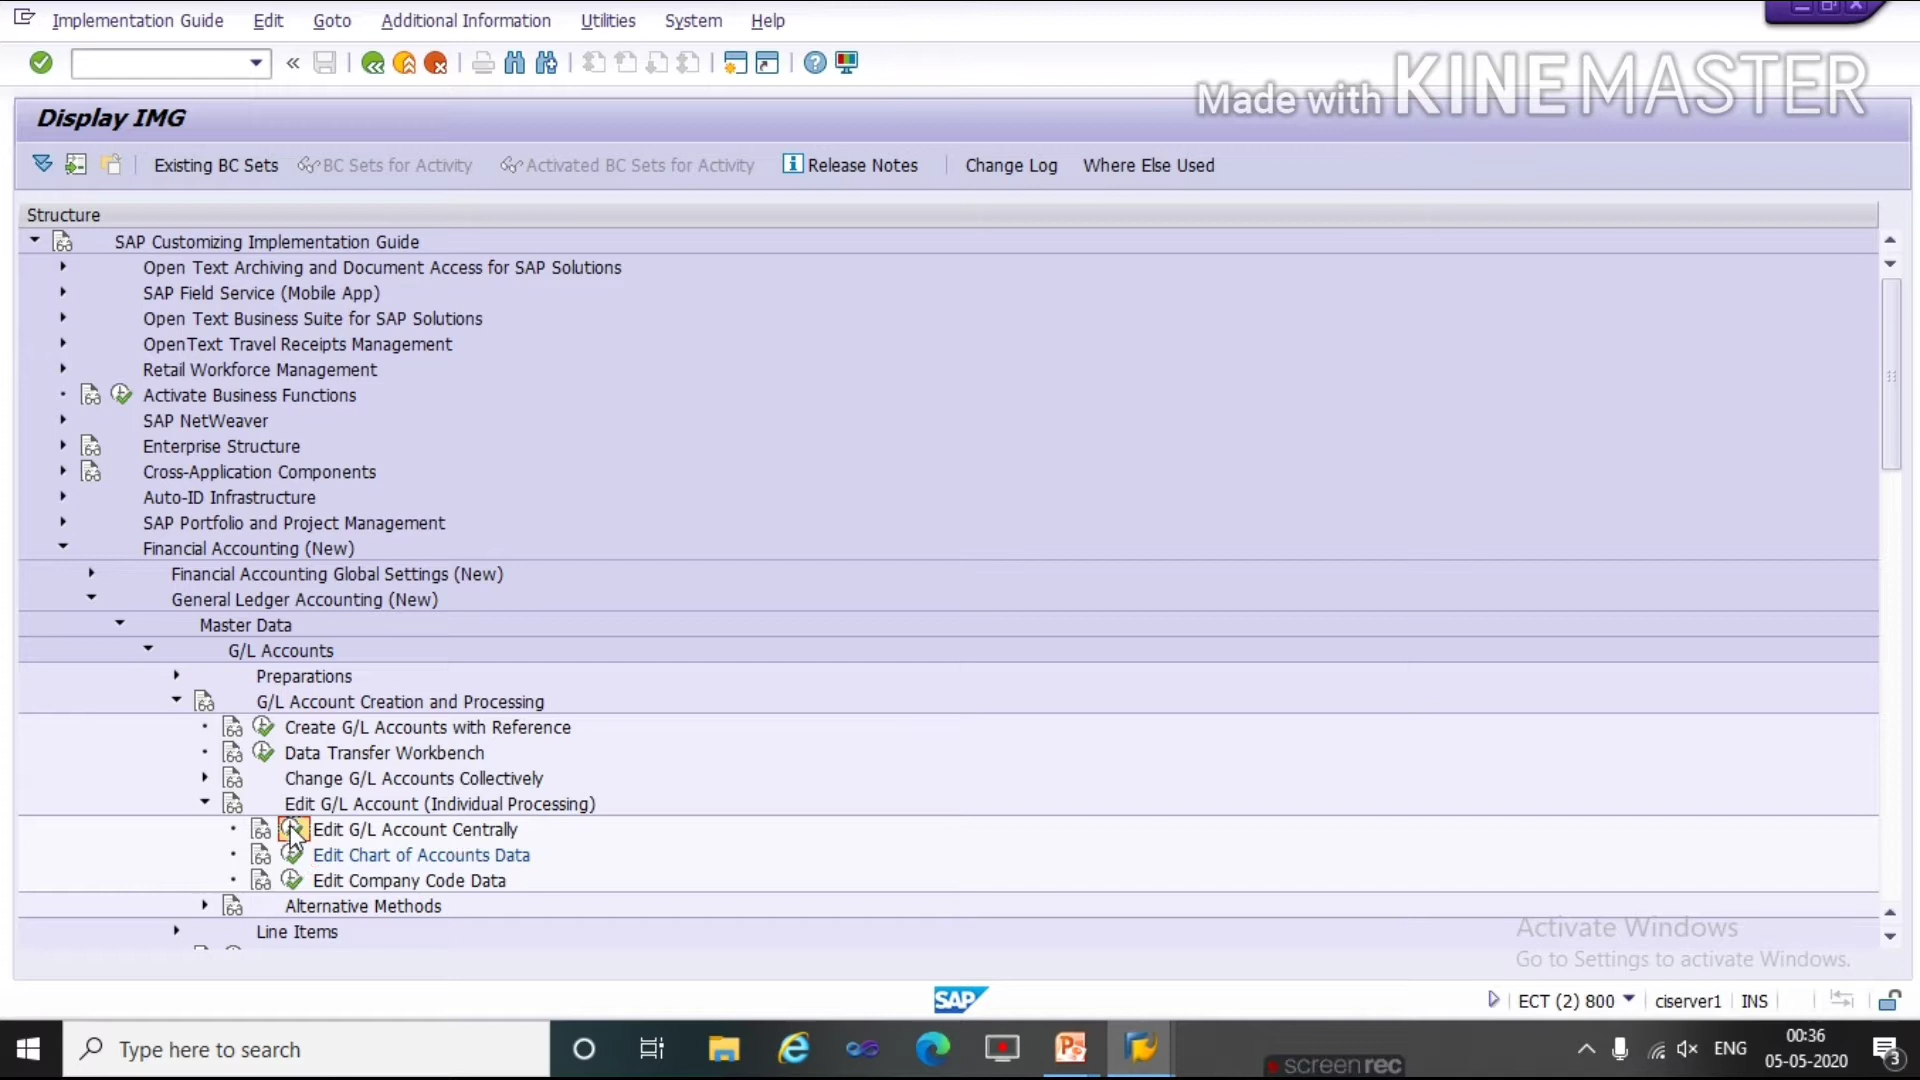 Implementation Guide Edit Goto Additional Information Utilities System Help
Made with KINEMASTER
Display IMG
Existing BC Sets BC Sets for Activity Activated BC Sets for Activity Release Notes Change Log Where Else Used
Structure
SAP Customizing Implementation Guide
Open Text Archiving and Document Access for SAP Solutions
SAP Field Service (Mobile App)
Open Text Business Suite for SAP Solutions
OpenText Travel Receipts Management
Retail Workforce Management
Activate Business Functions
SAP NetWeaver
Enterprise Structure
Cross-Application Components
Auto-ID Infrastructure
SAP Portfolio and Project Management
Financial Accounting (New)
Financial Accounting Global Settings (New)
General Ledger Accounting (New)
Master Data
G/L Accounts
Preparations
G/L Account Creation and Processing
Create G/L Accounts with Reference
Data Transfer Workbench
Change G/L Accounts Collectively
Edit G/L Account (Individual Processing)
Edit G/L Account Centrally
Edit Chart of Accounts Data
Edit Company Code Data
Alternative Methods
Line Items
Activate Windows
Go to Settings to activate Windows.
SAP
ECT (2) 800 ciserver1 INS
Type here to search
ENG
00:36
05-05-2020
3
screenrec